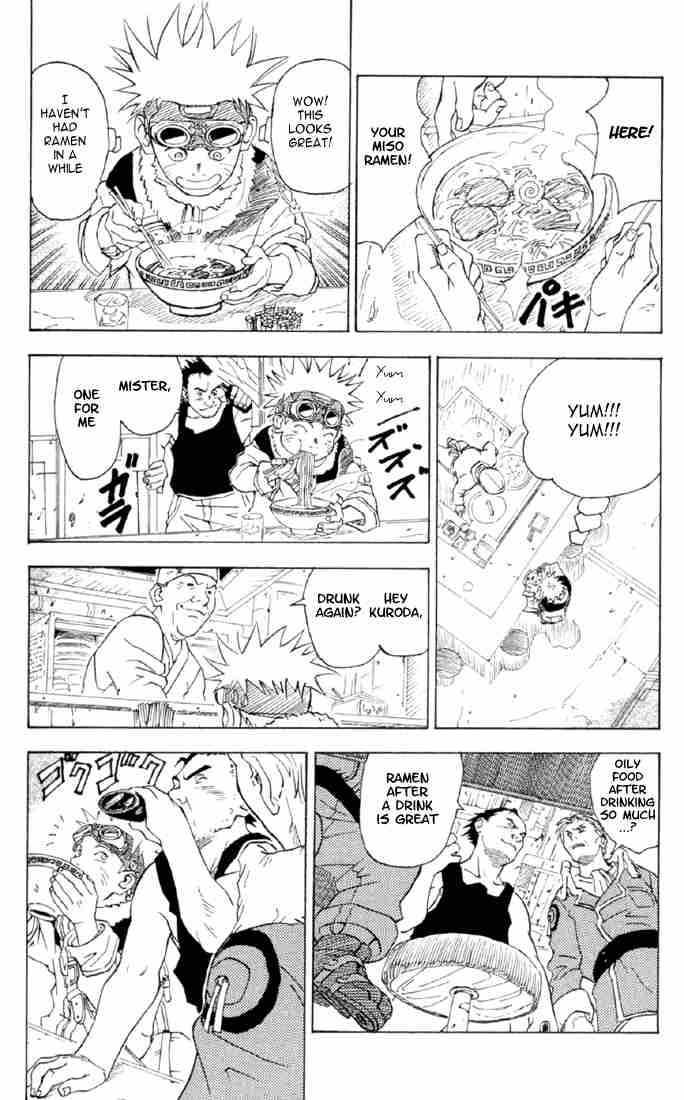 HERE!
YOUR
MISO
RAMEN!
パキ
WOW!
THIS
LOOKS
GREAT!
I
HAVEN'T
HAD
RAMEN
IN A
WHILE
YUM!!!
YUM!!!
Yum
Yum
ズズズ
MISTER,
ONE
FOR
ME
ガラ
HEY
KURODA,
DRUNK
AGAIN?
OILY
FOOD
AFTER
DRINKING
SO MUCH
...?
RAMEN
AFTER
A DRINK
IS GREAT
ゴクゴク